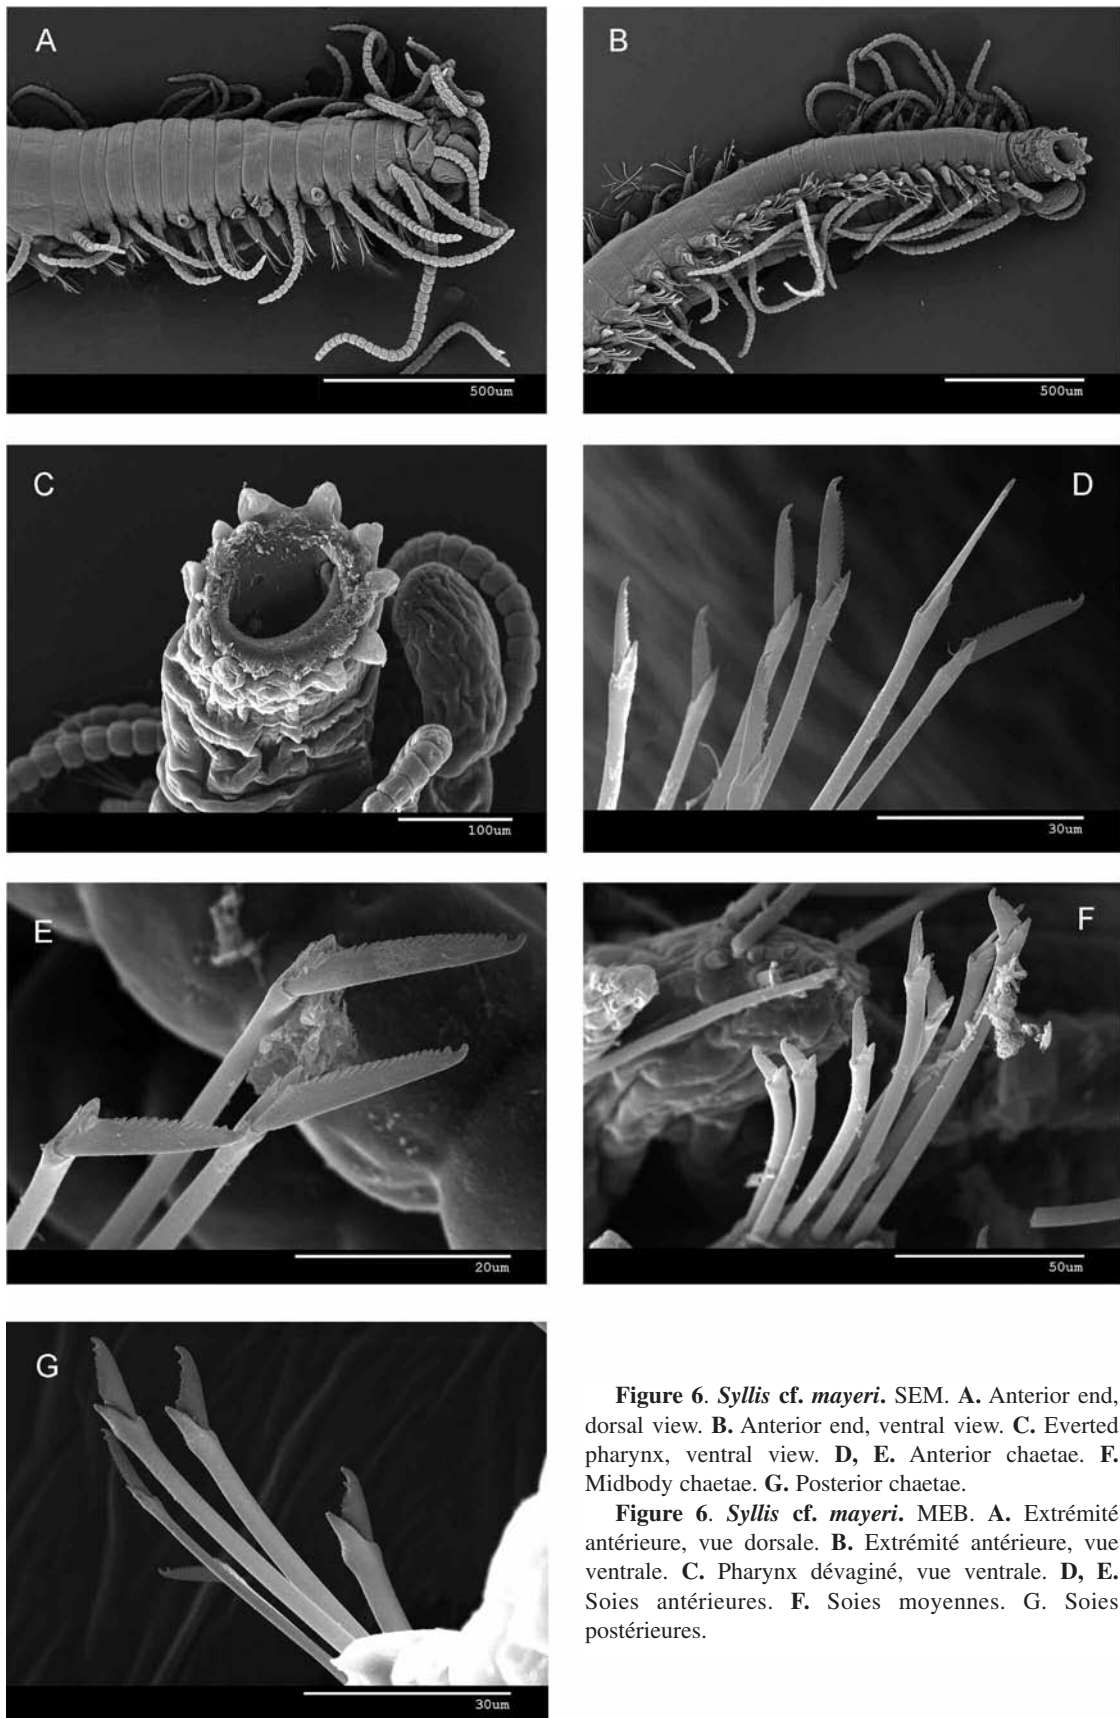 A
B
500um
500um
C
D
100um
30um
E
F
20um
50um
G
30um
Figure 6. Syllis cf. mayeri. SEM. A. Anterior end,
dorsal view. B. Anterior end, ventral view. C. Everted
pharynx, ventral view. D, E. Anterior chaetae. F.
Midbody chaetae. G. Posterior chaetae.
Figure 6. Syllis cf. mayeri. MEB. A. Extrémité
antérieure, vue dorsale. B. Extrémité antérieure, vue
ventrale. C. Pharynx dévaginé, vue ventrale. D, E.
Soies antérieures. F. Soies moyennes. G. Soies
postérieures.